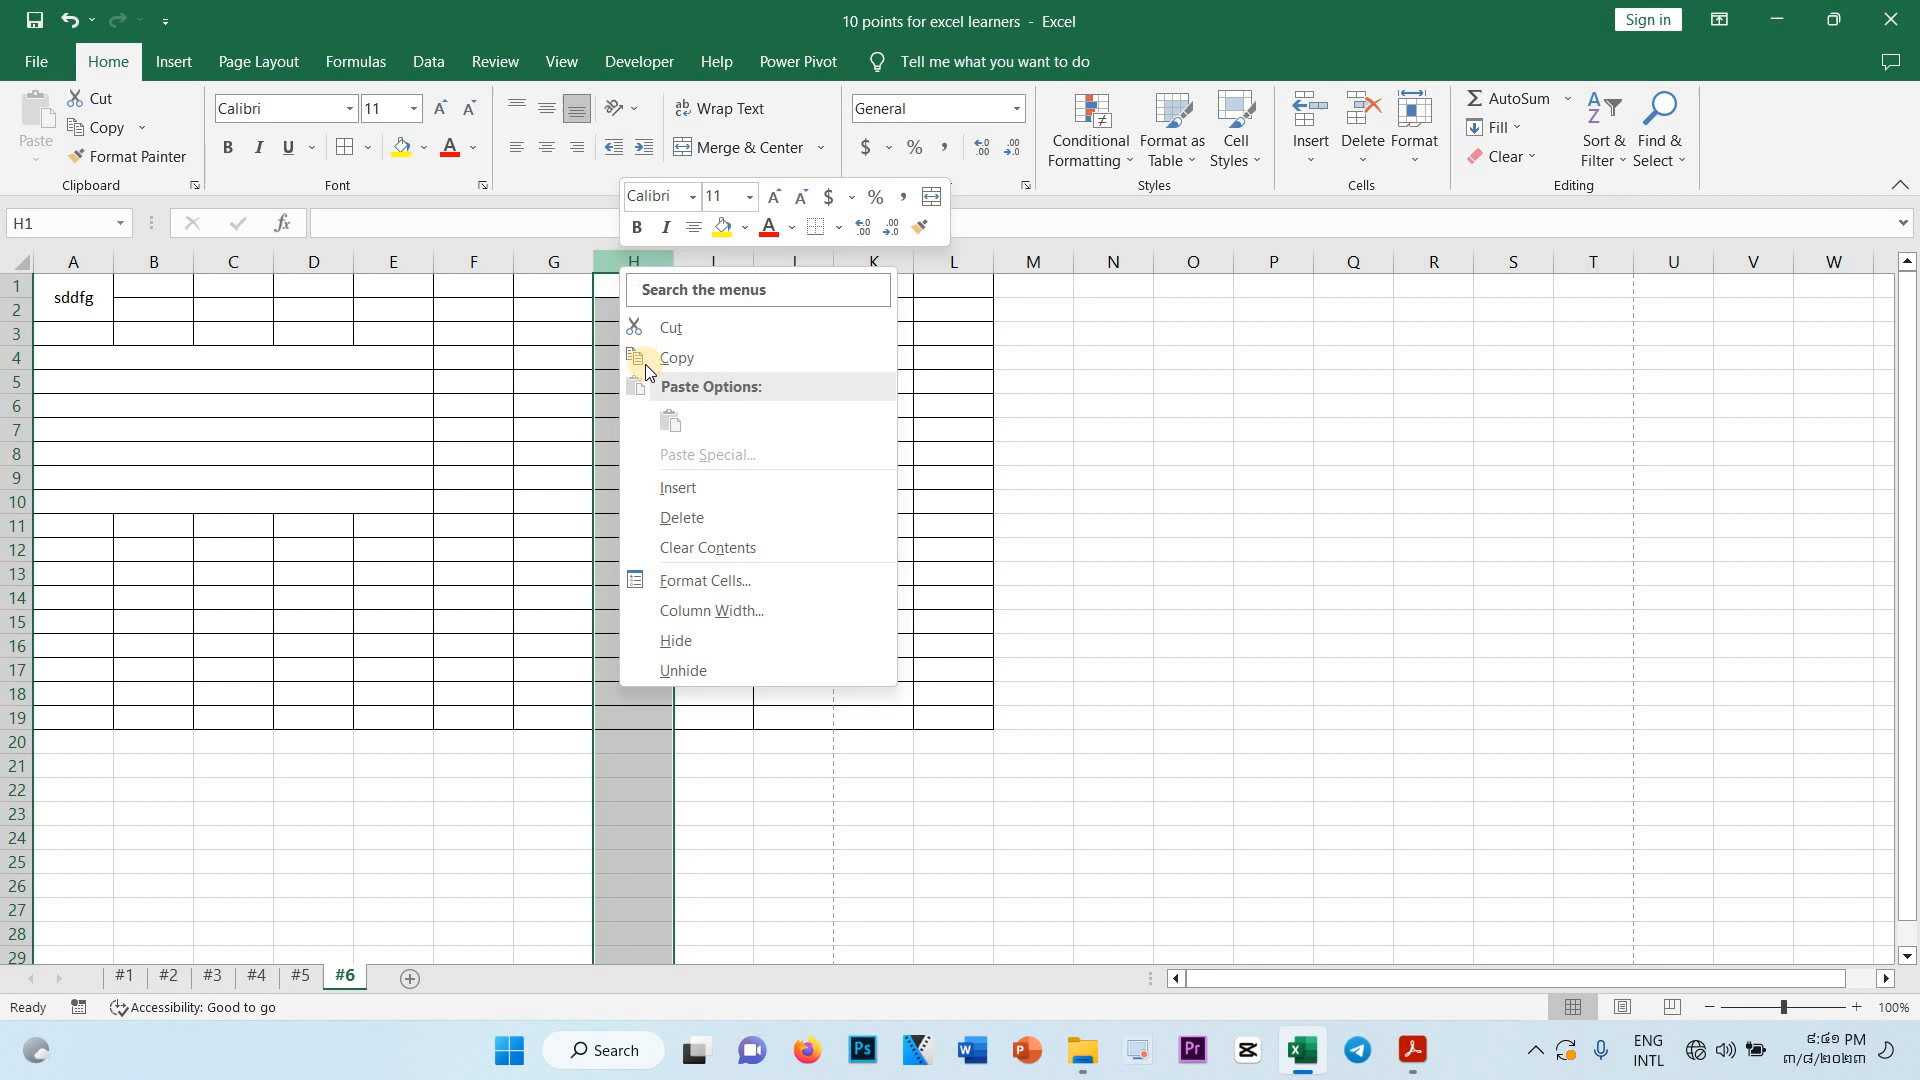 10 points for excel learners - Excel
Sign in
File Home Insert Page Layout Formulas Data Review View Developer Help Power Pivot Tell me what you want to do
Paste
Cut
Copy
Format Painter
Clipboard
Calibri 11
B I U A
Font
Wrap Text
Merge & Center
General
$ % ,
Conditional Formatting
Format as Table
Cell Styles
Styles
Insert Delete Format
Cells
AutoSum
Fill
Clear
Sort & Filter
Find & Select
Editing
Calibri 11 $ % ,
B I A
H1 fx
A B C D E F G H I J K L M N O P Q R S T U V W
1
2
3
4
5
6
7
8
9
10
11
12
13
14
15
16
17
18
19
20
21
22
23
24
25
26
27
28
29
sddfg
Search the menus
Cut
Copy
Paste Options:
Paste Special...
Insert
Delete
Clear Contents
Format Cells...
Column Width...
Hide
Unhide
#1 #2 #3 #4 #5 #6
Ready Accessibility: Good to go 100%
Search
Ps W P Pr X
ENG
INTL